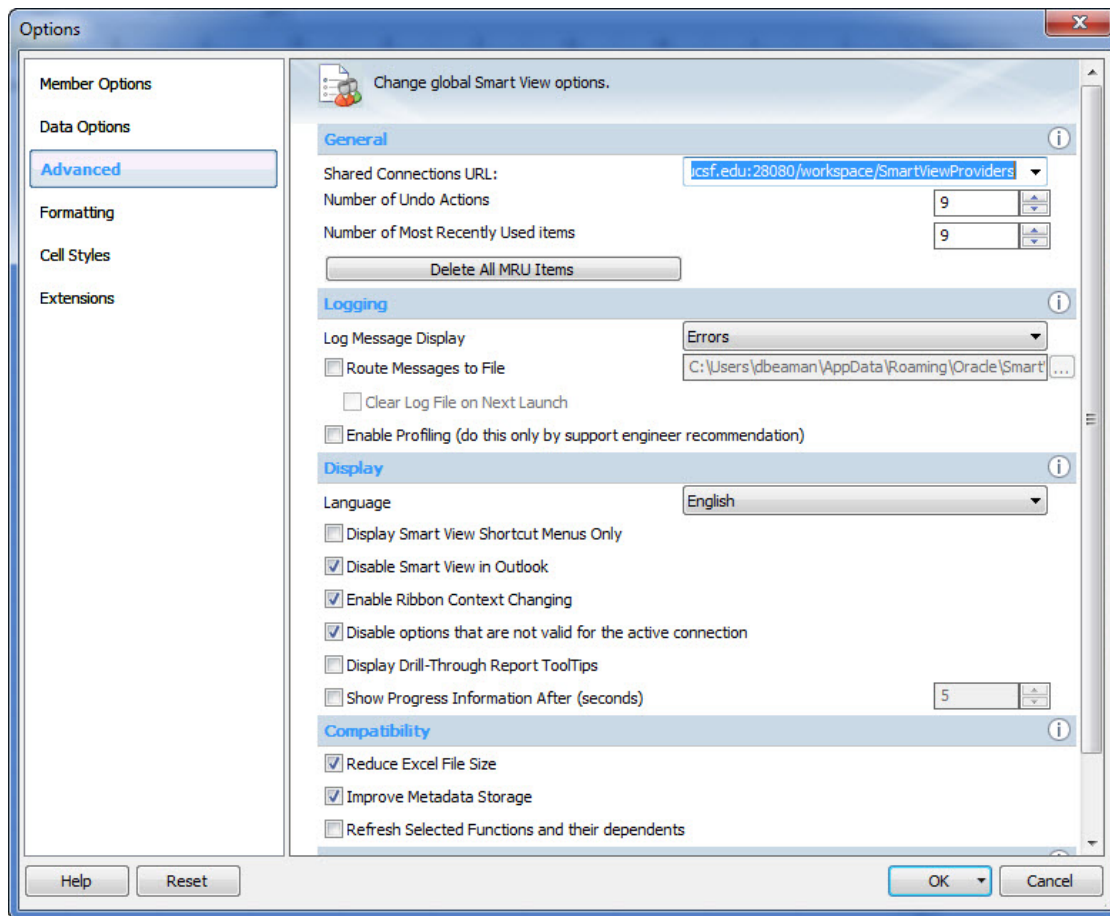 Options
Member Options
Data Options
Advanced
Formatting
Cell Styles
Extensions
Change global Smart View options.
General
Shared Connections URL: ucsf.edu:28080/workspace/SmartViewProviders
Number of Undo Actions 9
Number of Most Recently Used items 9
Delete All MRU Items
Logging
Log Message Display Errors
Route Messages to File C:\Users\dbeaman\AppData\Roaming\Oracle\Smart ...
Clear Log File on Next Launch
Enable Profiling (do this only by support engineer recommendation)
Display
Language English
Display Smart View Shortcut Menus Only
Disable Smart View in Outlook
Enable Ribbon Context Changing
Disable options that are not valid for the active connection
Display Drill-Through Report ToolTips
Show Progress Information After (seconds) 5
Compatibility
Reduce Excel File Size
Improve Metadata Storage
Refresh Selected Functions and their dependents
Help Reset OK Cancel